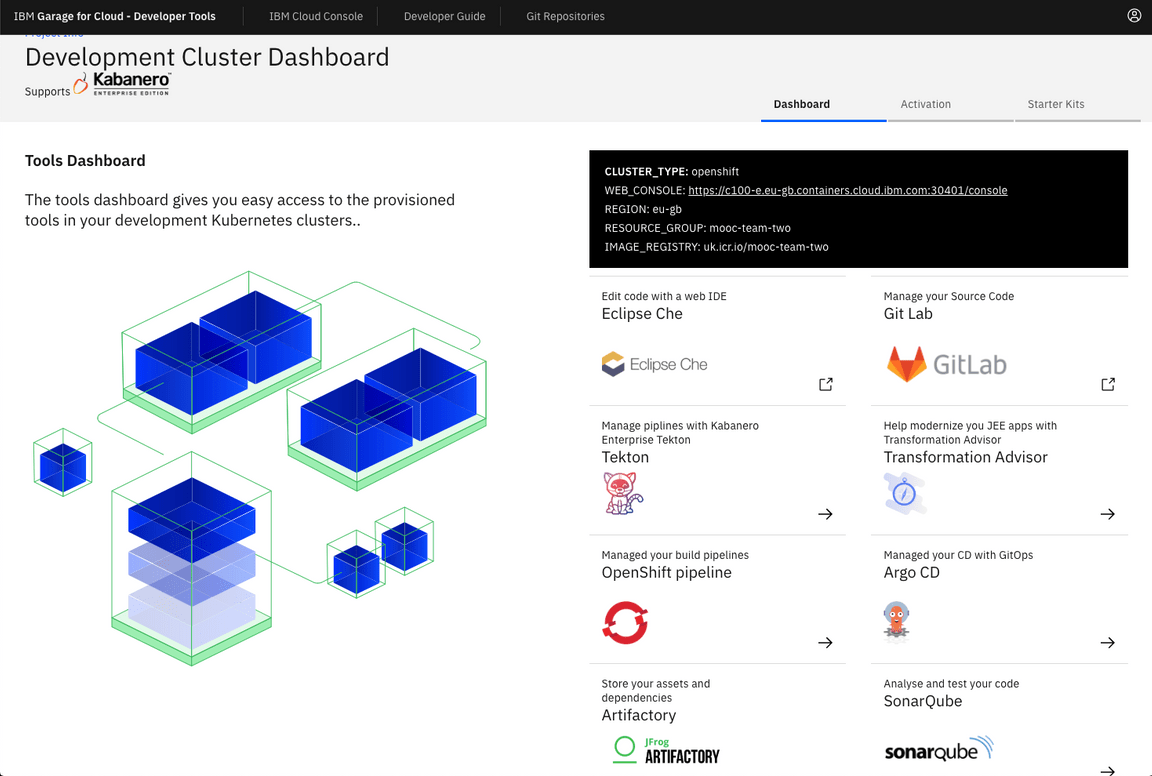 IBM Garage for Cloud - Developer Tools
IBM Cloud Console
Developer Guide
Git Repositories
Project Info
Development Cluster Dashboard
Supports
Kabanero™
ENTERPRISE EDITION
Dashboard
Activation
Starter Kits
Tools Dashboard
The tools dashboard gives you easy access to the provisioned
tools in your development Kubernetes clusters..
CLUSTER_TYPE: openshift
WEB_CONSOLE: https://c100-e.eu-gb.containers.cloud.ibm.com:30401/console
REGION: eu-gb
RESOURCE_GROUP: mooc-team-two
IMAGE_REGISTRY: uk.icr.io/mooc-team-two
Edit code with a web IDE
Eclipse Che
Eclipse Che
Manage your Source Code
Git Lab
GitLab
Manage piplines with Kabanero
Enterprise Tekton
Tekton
Help modernize you JEE apps with
Transformation Advisor
Transformation Advisor
Managed your build pipelines
OpenShift pipeline
Managed your CD with GitOps
Argo CD
Store your assets and
dependencies
Artifactory
JFrog
ARTIFACTORY
Analyse and test your code
SonarQube
sonarqube